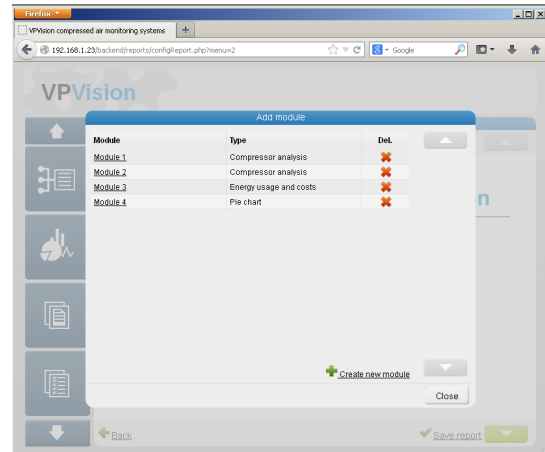 Firefox
VPVision compressed air monitoring systems
192.168.1.23/backend/reports/configReport.php?menu=2
Google
VPVision
Add module
Module Type Del.
Module 1 Compressor analysis
Module 2 Compressor analysis
Module 3 Energy usage and costs
Module 4 Pie chart
n
Create new module
Close
Back
Save report